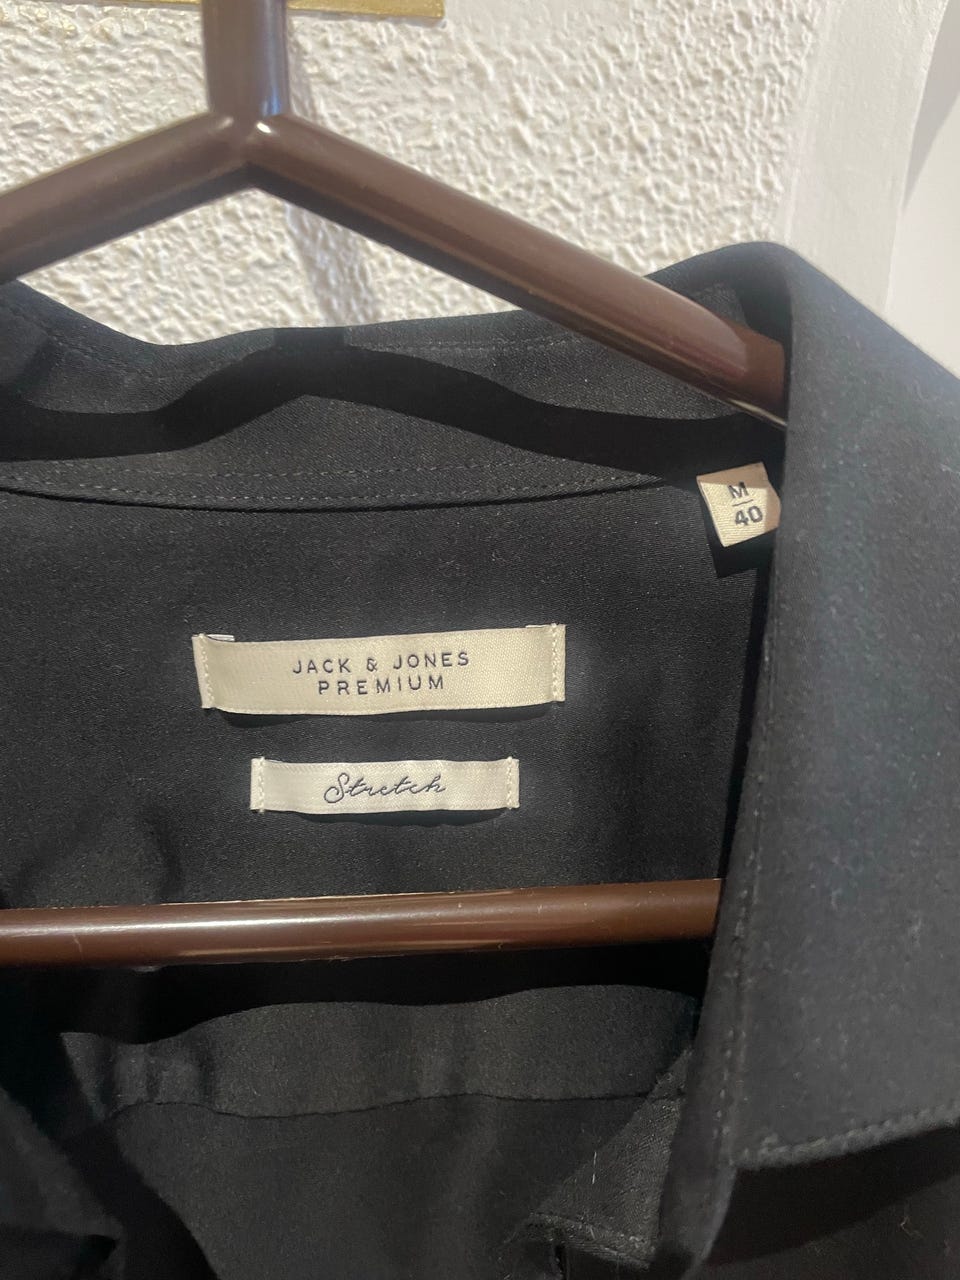 M
40
JACK & JONES
PREMIUM
Stretch